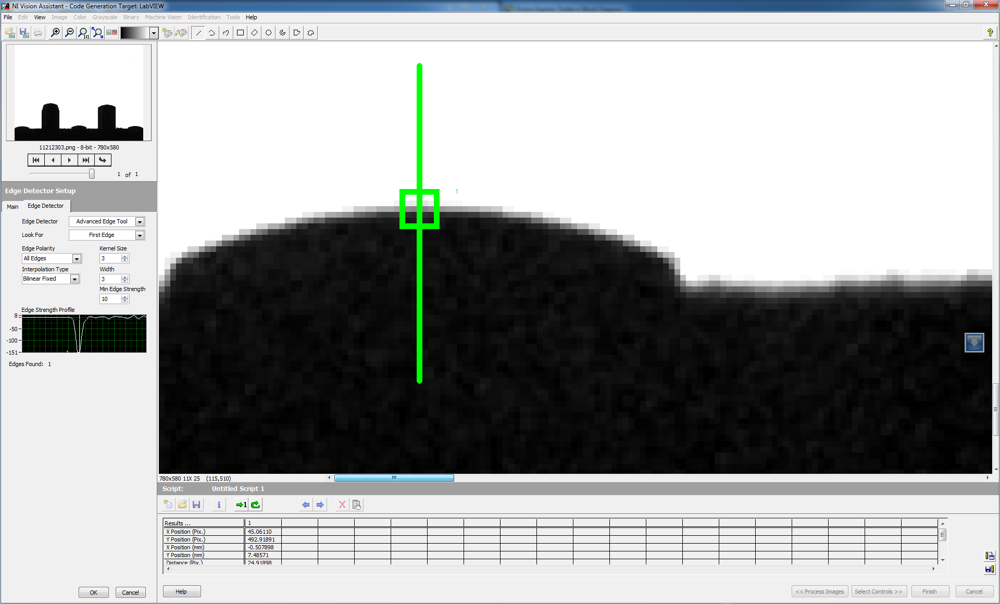 NI Vision Assistant - Code Generation Target: LabVIEW
File Edit View Image Color Grayscale Binary Machine Vision Identification Tools Help
1:1
?
11212303.png - 8-bit - 780x580
1 of 1
Edge Detector Setup
Main Edge Detector
Edge Detector Advanced Edge Tool
Look For First Edge
Edge Polarity Kernel Size
All Edges 3
Interpolation Type Width
Bilinear Fixed 3
Min Edge Strength
10
Edge Strength Profile
8
-50
-100
-151
1
Edges Found: 1
OK Cancel
1
780x580 11X 25 (115,510)
Script: Untitled Script 1
i 1
Results ... 1
X Position (Pix.) 45.06110
Y Position (Pix.) 492.91891
X Position (mm) -0.507898
Y Position (mm) 7.48571
Distance (Pix.) 24.91898
Help << Process Images Select Controls >> Finish Cancel